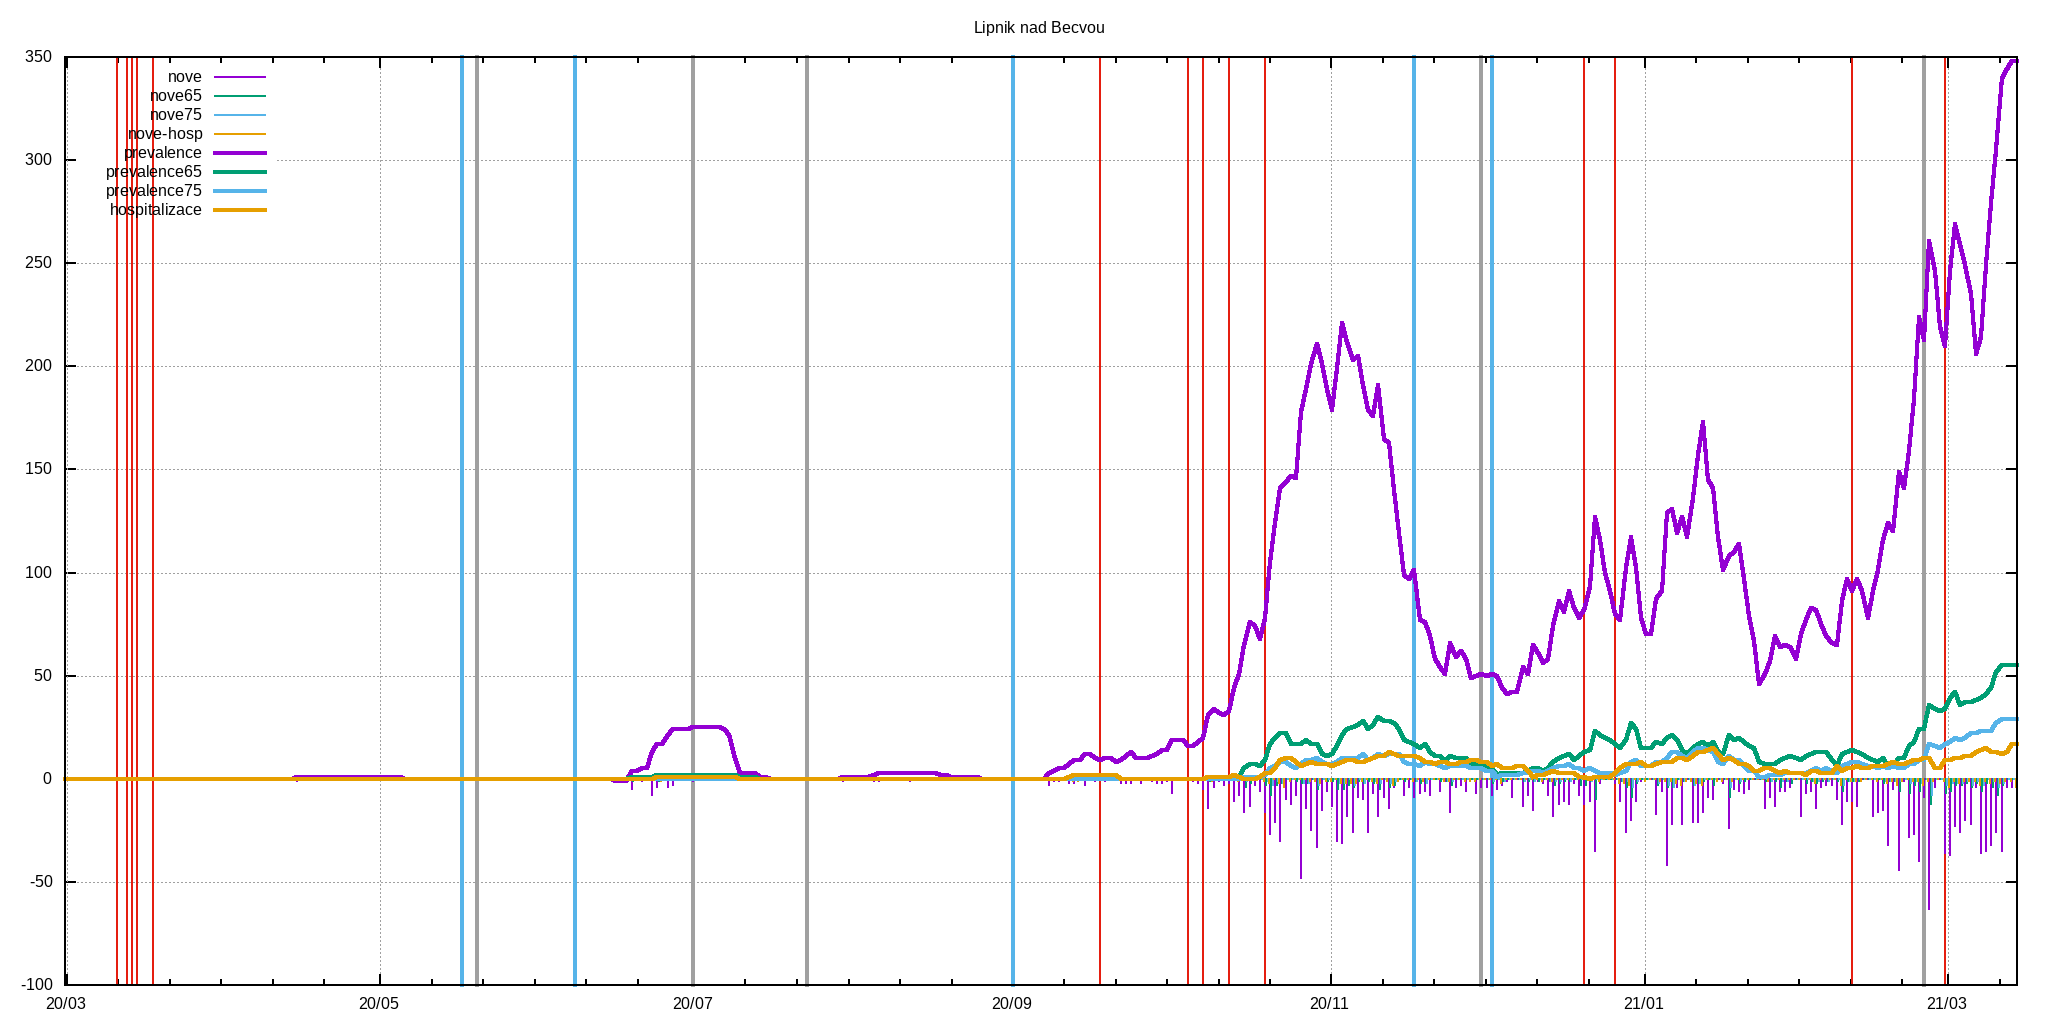 Lipnik nad Becvou
350
300
250
200
150
100
50
0
-50
-100
nove
nove65
nove75
nove-hosp
prevalence
prevalence65
prevalence75
hospitalizace
20/03 20/05 20/07 20/09 20/11 21/01 21/03